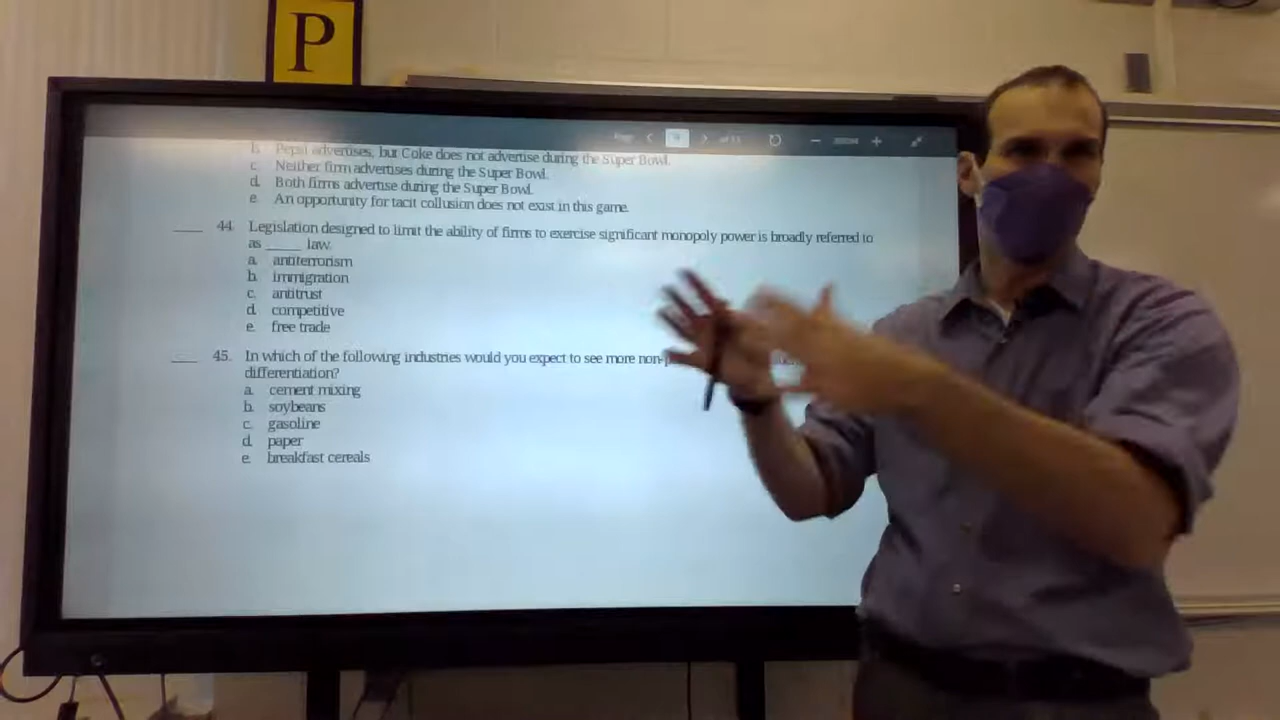 P
Page
b. Pepsi advertises, but Coke does not advertise during the Super Bowl.
c. Neither firm advertises during the Super Bowl.
d. Both firms advertise during the Super Bowl.
e. An opportunity for tacit collusion does not exist in this game.
____ 44. Legislation designed to limit the ability of firms to exercise significant monopoly power is broadly referred to
as _____ law.
a. antiterrorism
b. immigration
c. antitrust
d. competitive
e. free trade
____ 45. In which of the following industries would you expect to see more
differentiation?
a. cement mixing
b. soybeans
c. gasoline
d. paper
e. breakfast cereals